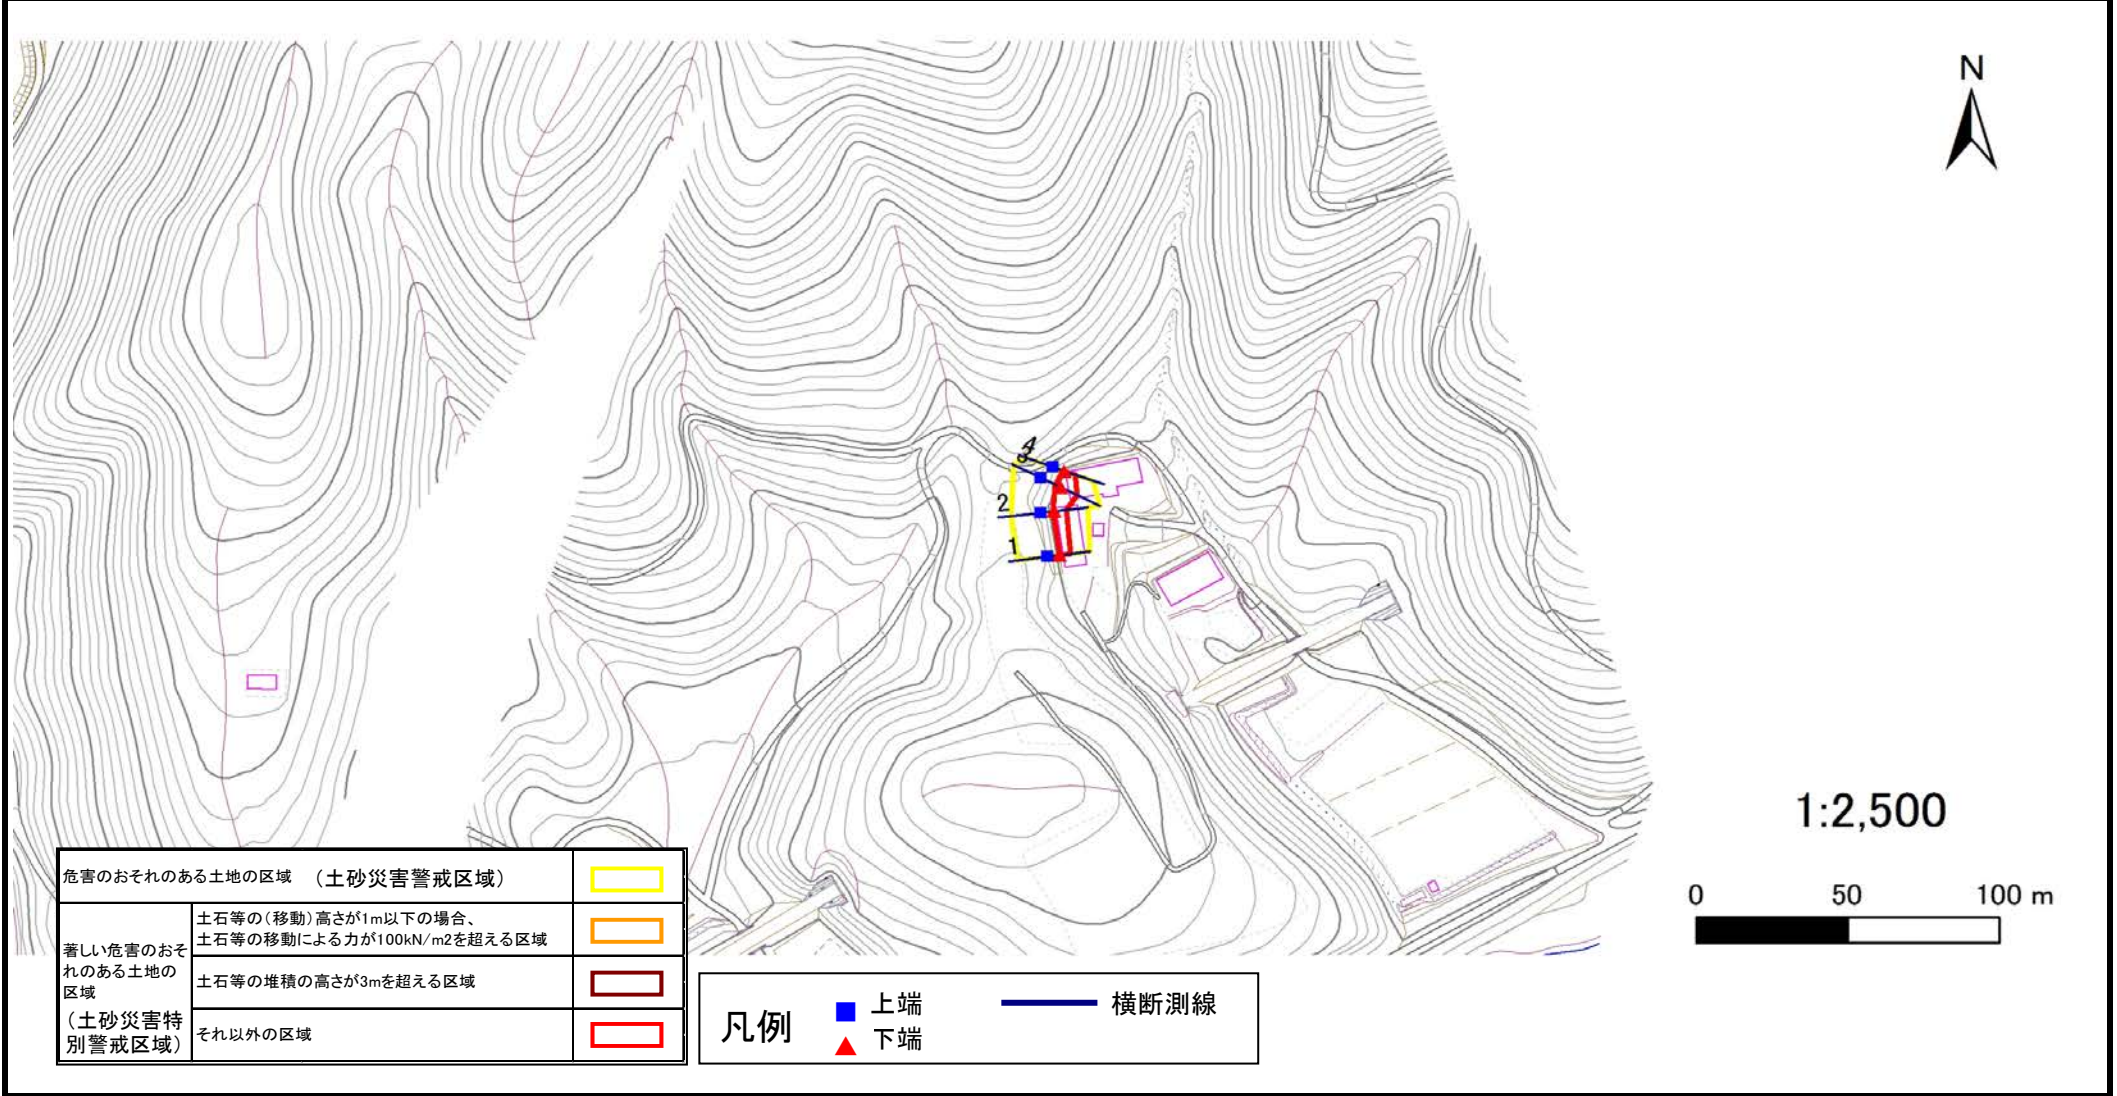 N
4
3
2
1
1:2,500
0 50 100 m
危害のおそれのある土地の区域 （土砂災害警戒区域）
著しい危害のおそ
れのある土地の
区域
（土砂災害特
別警戒区域）
土石等の（移動）高さが1m以下の場合、
土石等の移動による力が100kN/m2を超える区域
土石等の堆積の高さが3mを超える区域
それ以外の区域
凡例
上端
下端
横断測線